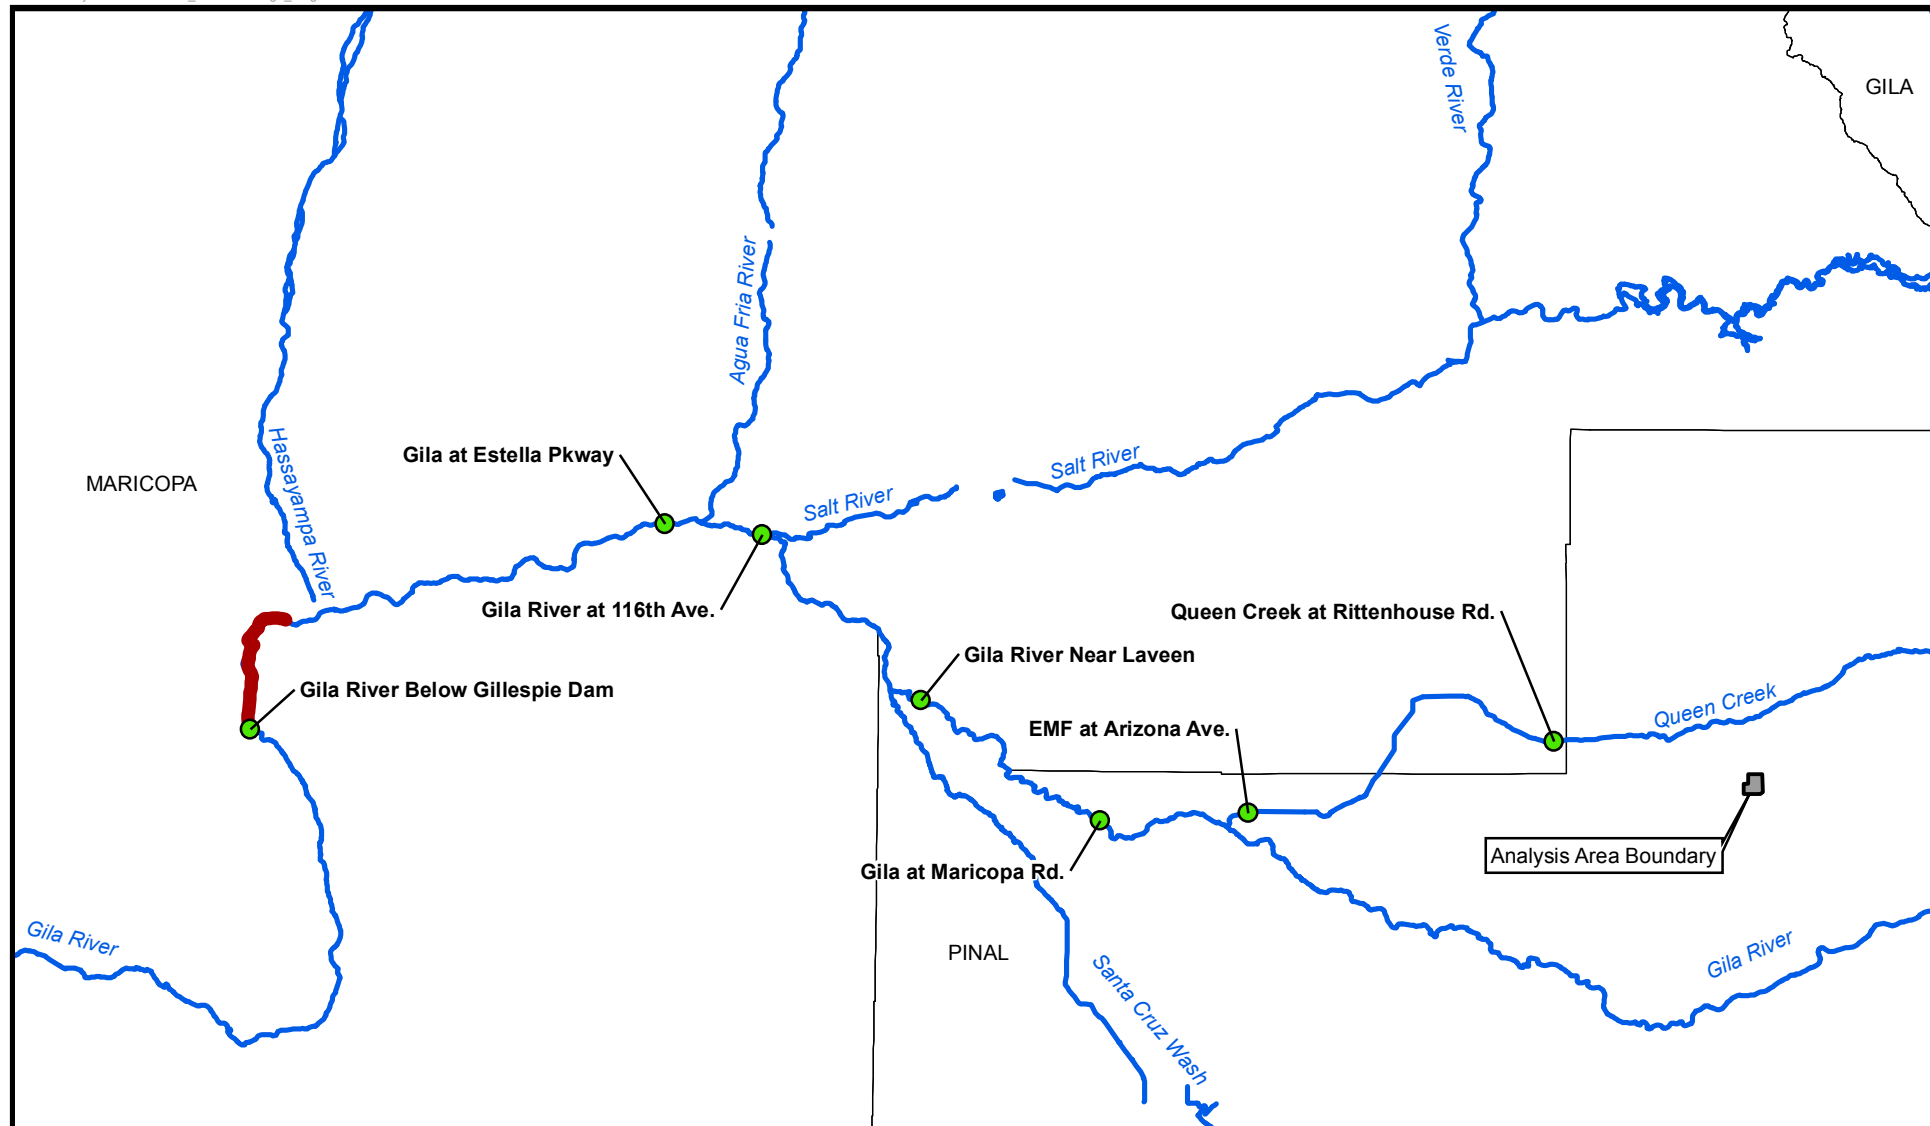 Verde River
GILA
Agua Fria River
Hassayampa River
Gila at Estella Pkway
Salt River
MARICOPA
Salt River
Gila River at 116th Ave.
Queen Creek at Rittenhouse Rd.
Gila River Near Laveen
Gila River Below Gillespie Dam
Queen Creek
EMF at Arizona Ave.
Analysis Area Boundary
Gila at Maricopa Rd.
Gila River
PINAL
Gila River
Santa Cruz Wash